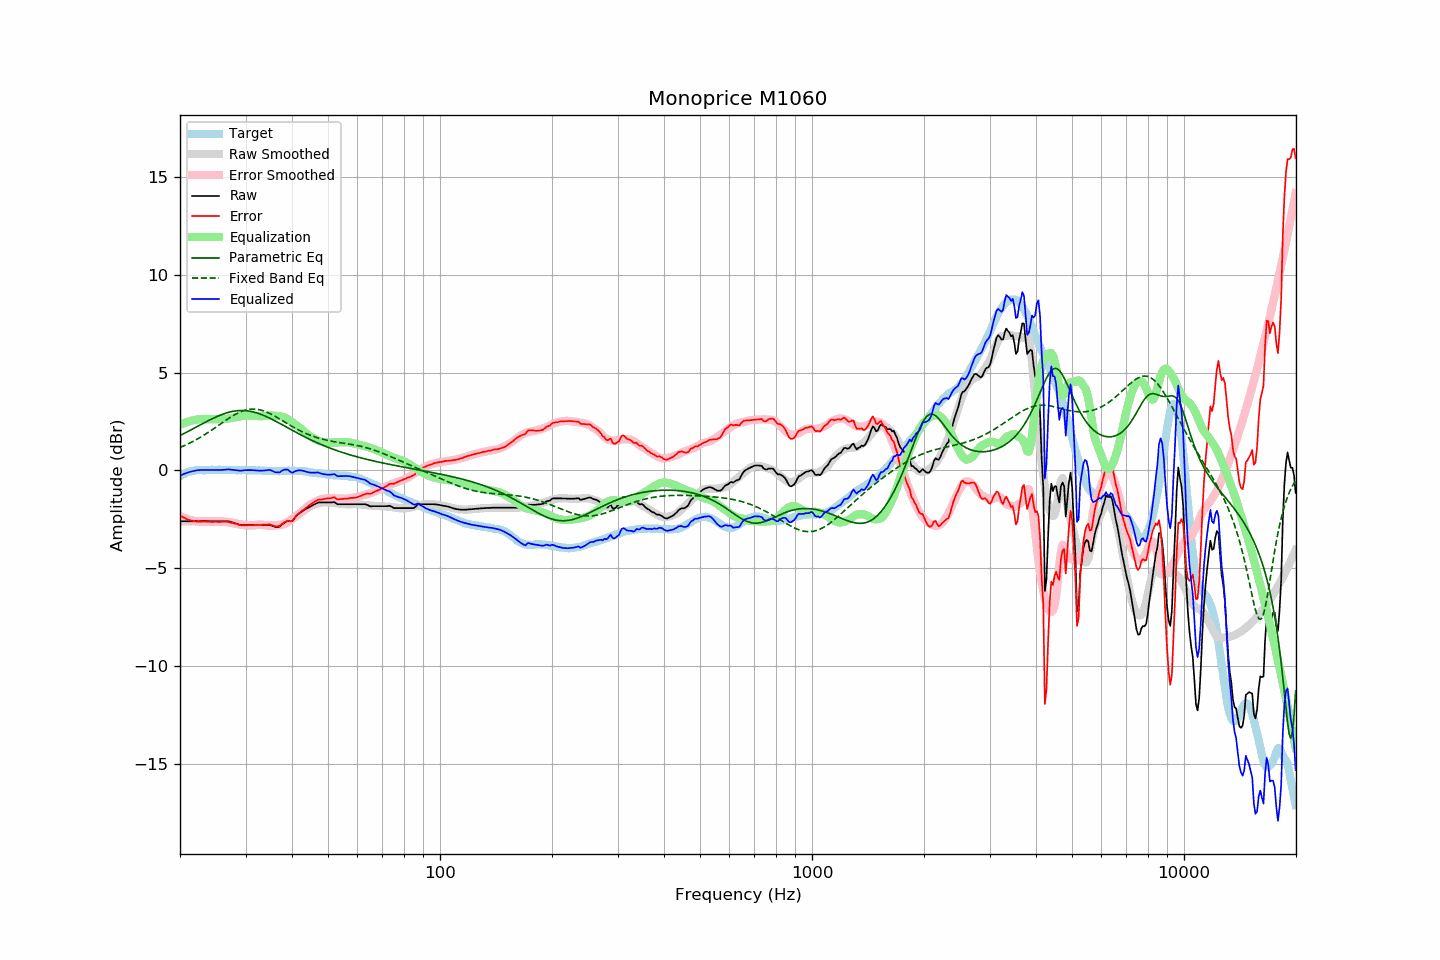 Monoprice M1060
Target
Raw Smoothed
Error Smoothed
Raw
Error
Equalization
Parametric Eq
Fixed Band Eq
Equalized
15
10
5
0
−5
−10
−15
Amplitude (dBr)
100
1000
10000
Frequency (Hz)